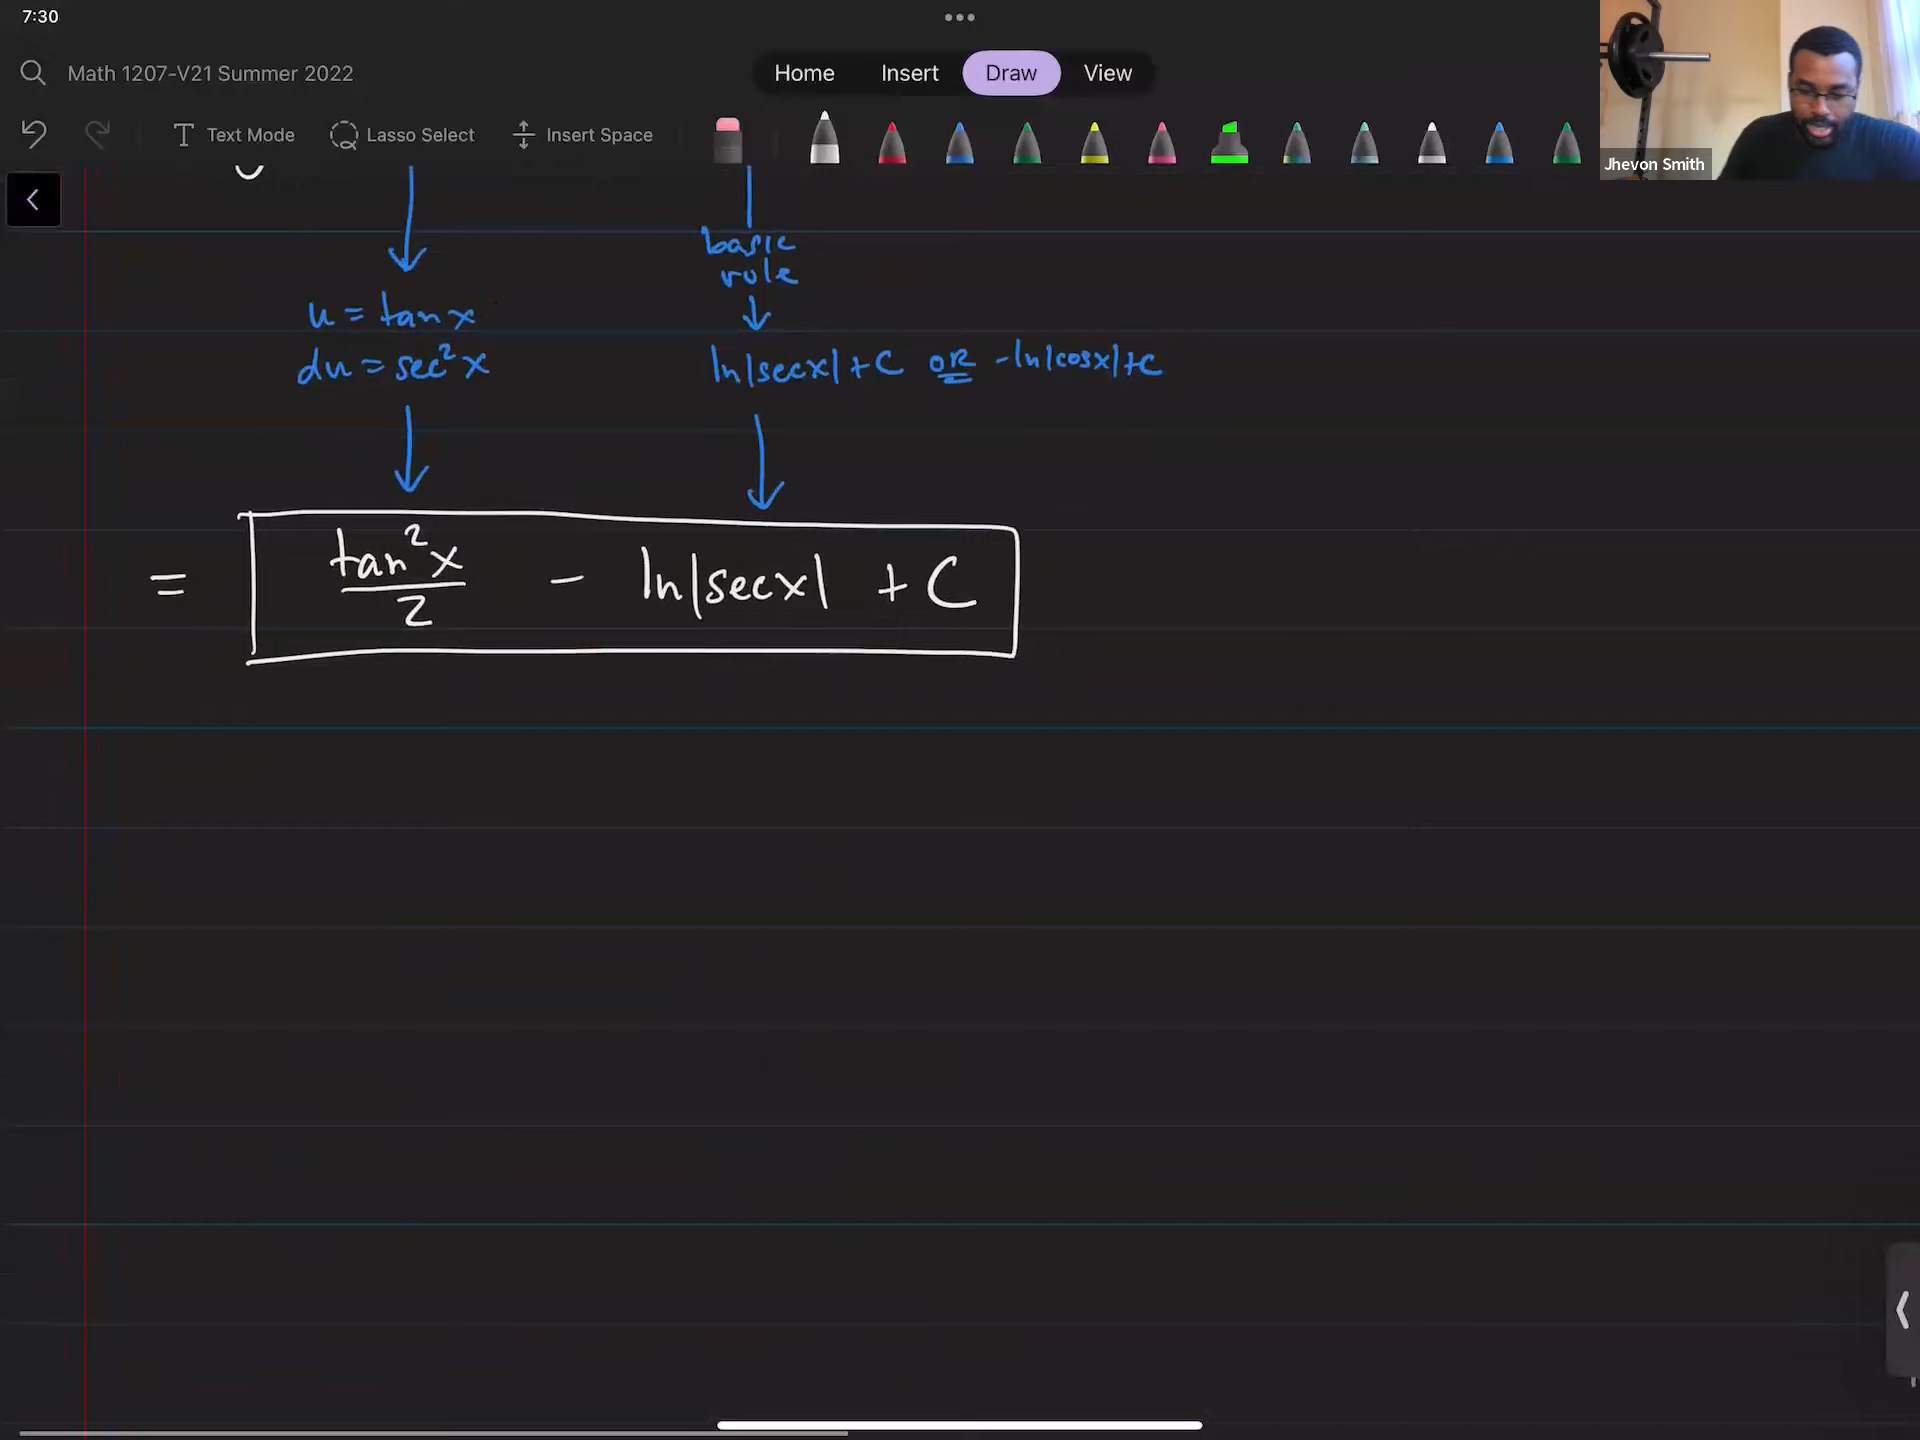 7:30
Math 1207-V21 Summer 2022
Home Insert Draw View
Text Mode Lasso Select Insert Space
Jhevon Smith
basic
rule
u = tan x
du = sec² x
ln|secx| + C OR -ln|cosx| + C
= tan²x/2 - ln|secx| + C